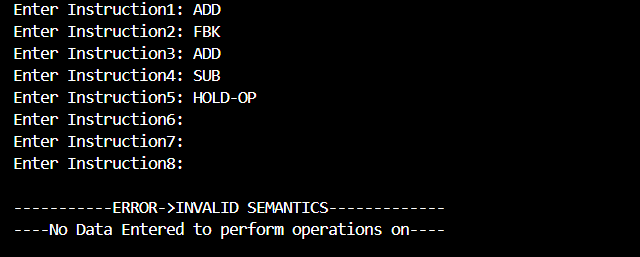 Enter Instruction1: ADD
Enter Instruction2: FBK
Enter Instruction3: ADD
Enter Instruction4: SUB
Enter Instruction5: HOLD-OP
Enter Instruction6:
Enter Instruction7:
Enter Instruction8:
-----------ERROR->INVALID SEMANTICS-------------
----No Data Entered to perform operations on----